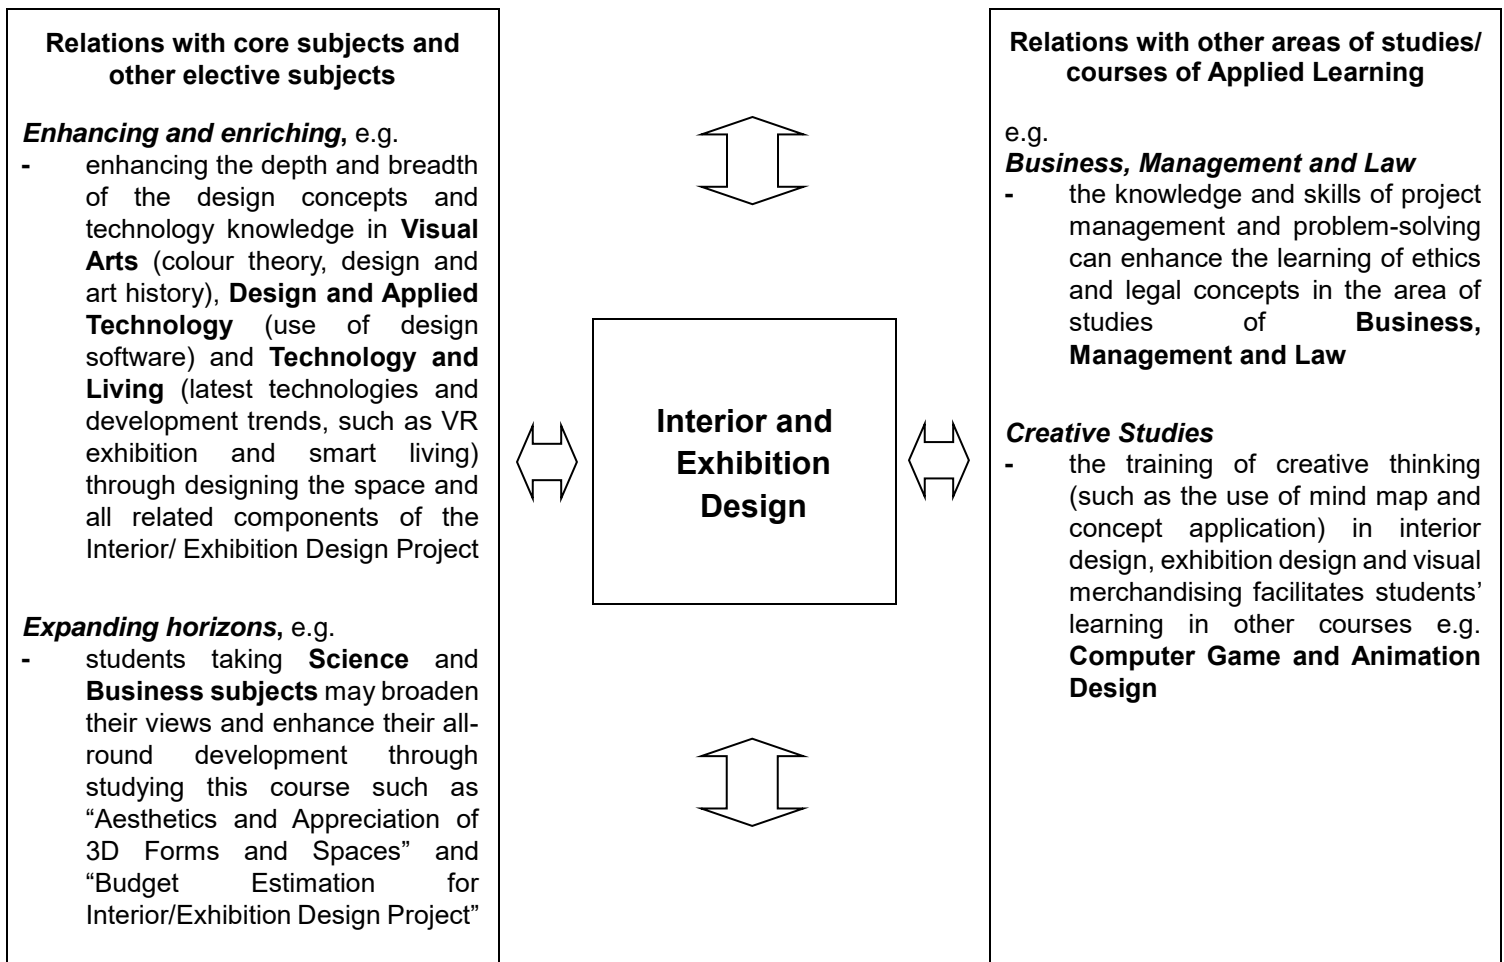 Relations with core subjects and
other elective subjects
Enhancing and enriching, e.g.
- enhancing the depth and breadth
of the design concepts and
technology knowledge in Visual
Arts (colour theory, design and
art history), Design and Applied
Technology (use of design
software) and Technology and
Living (latest technologies and
development trends, such as VR
exhibition and smart living)
through designing the space and
all related components of the
Interior/ Exhibition Design Project
Expanding horizons, e.g.
- students taking Science and
Business subjects may broaden
their views and enhance their all-
round development through
studying this course such as
“Aesthetics and Appreciation of
3D Forms and Spaces” and
“Budget Estimation for
Interior/Exhibition Design Project”
Interior and
Exhibition
Design
Relations with other areas of studies/
courses of Applied Learning
e.g.
Business, Management and Law
- the knowledge and skills of project
management and problem-solving
can enhance the learning of ethics
and legal concepts in the area of
studies of Business,
Management and Law
Creative Studies
- the training of creative thinking
(such as the use of mind map and
concept application) in interior
design, exhibition design and visual
merchandising facilitates students’
learning in other courses e.g.
Computer Game and Animation
Design